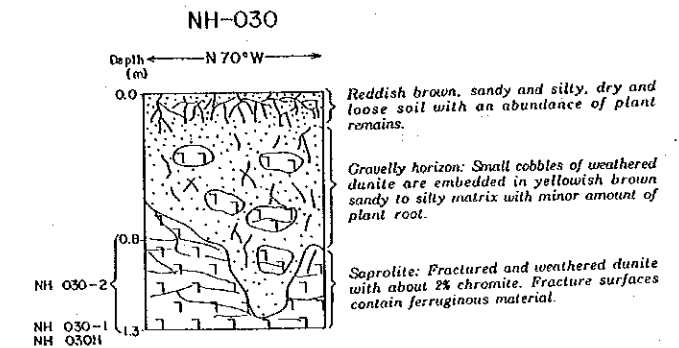 NH-030
Depth
N 70°W
(m)
0.0
Reddish brown, sandy and silty, dry and
loose soil with an abundance of plant
remains.
Gravelly horizon: Small cobbles of weathered
dunite are embedded in yellowish brown
sandy to silty matrix with minor amount of
plant root.
0.8
Saprolite: Fractured and weathered dunite
with about 2% chromite. Fracture surfaces
contain ferruginous material.
NH 030-2
NH 030-1
1.3
NH 030H